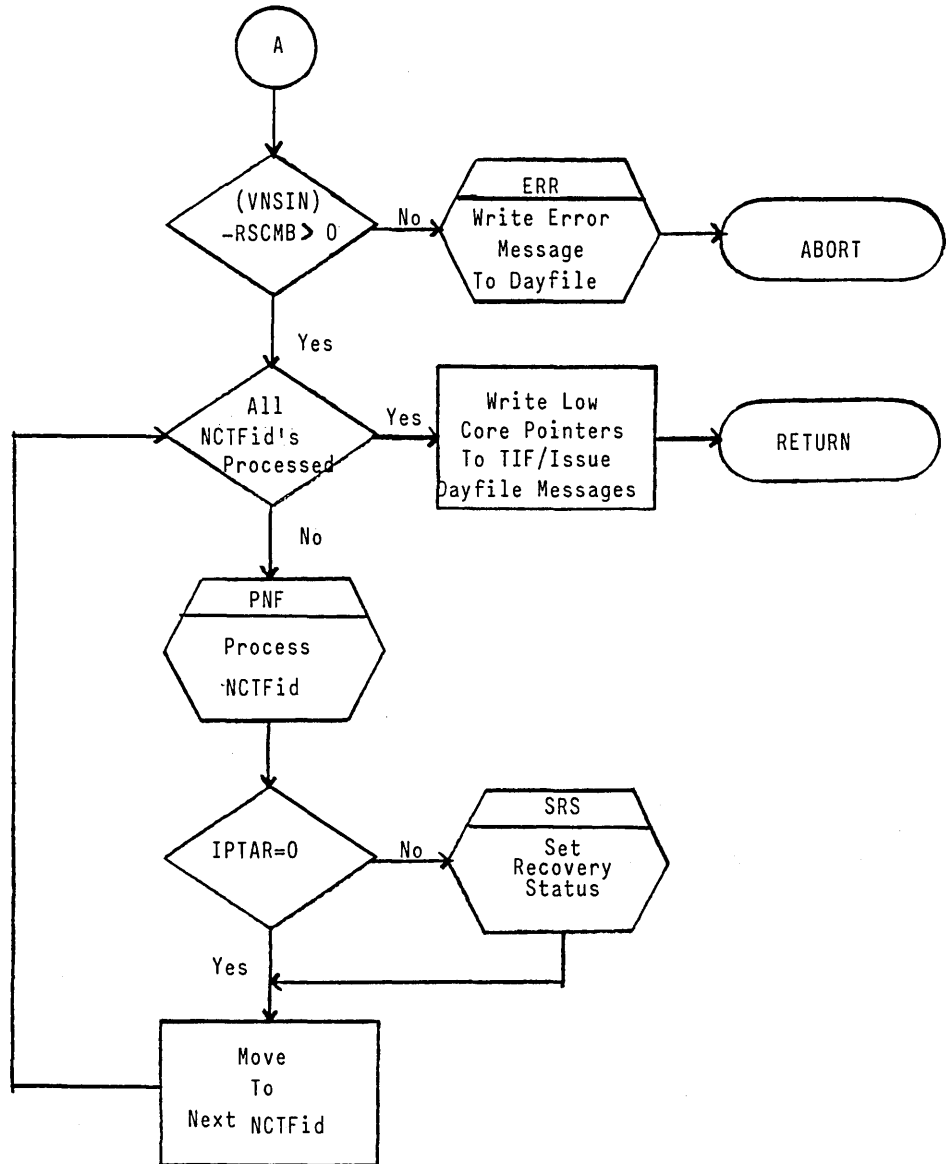 A
(VNSIN)
-RSCMB> 0
No
ERR
Write Error
Message
To Dayfile
ABORT
Yes
All
NCTFid's
Processed
Yes
Write Low
Core Pointers
To TIF/Issue
Dayfile Messages
RETURN
No
PNF
Process
NCTFid
IPTAR=0
No
SRS
Set
Recovery
Status
Yes
Move
To
Next NCTFid